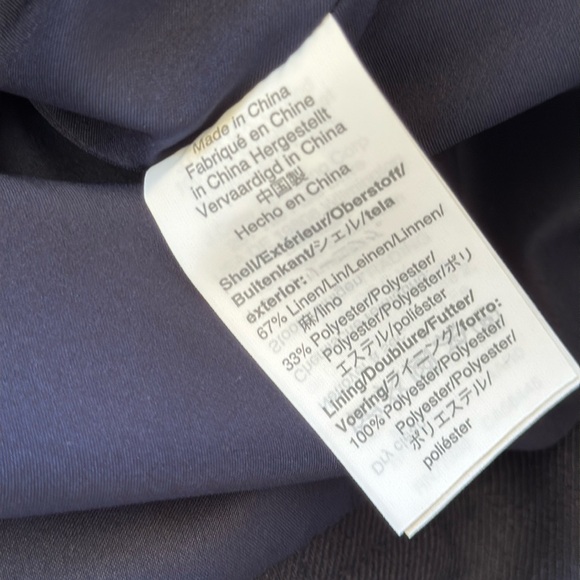 Made in China
Fabriqué en Chine
in China Hergestellt
Vervaardigd in China
中国製
Hecho en China
Shell/Extérieur/Oberstoff/
Buitenkant/シェル/tela
exterior:
67% Linen/Lin/Leinen/Linnen/
麻/lino
33% Polyester/Polyester/
Polyester/Polyester/ポリ
エステル/poliéster
Lining/Doublure/Futter/
Voering/ライニング/forro:
100% Polyester/Polyester/
Polyester/Polyester/
ポリエステル/
poliéster